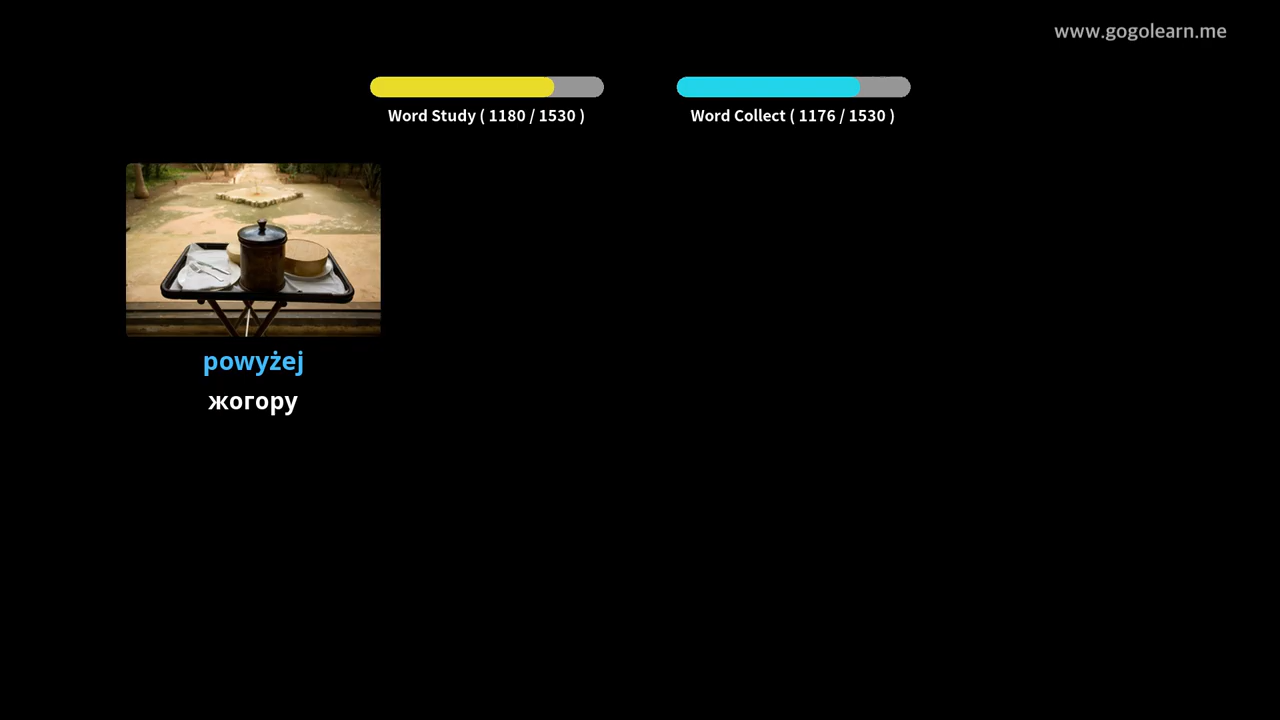 www.gogolearn.me
Word Study ( 1180 / 1530 )
Word Collect ( 1176 / 1530 )
powyżej
жогору